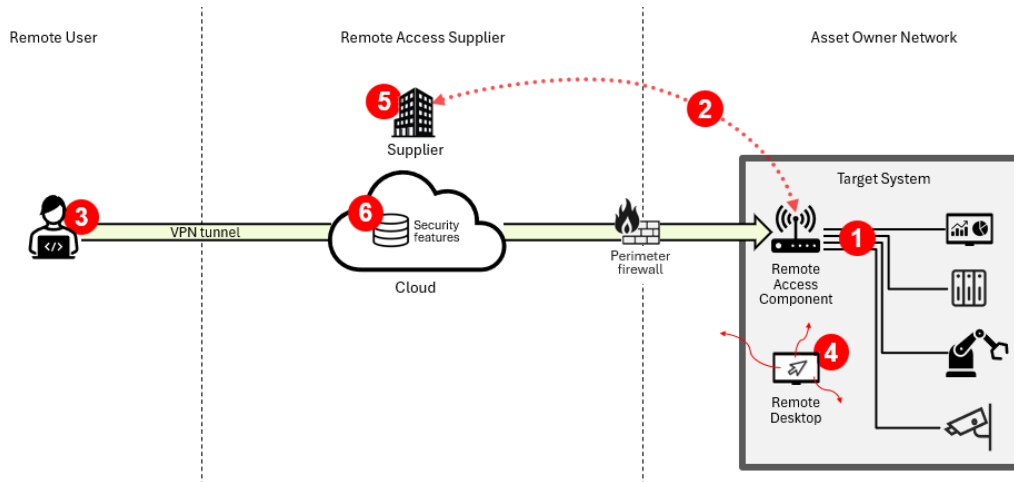 Remote User
Remote Access Supplier
Asset Owner Network
5
2
Supplier
Target System
3
VPN tunnel
6
Security
features
Cloud
Perimeter
firewall
1
Remote
Access
Component
4
Remote
Desktop